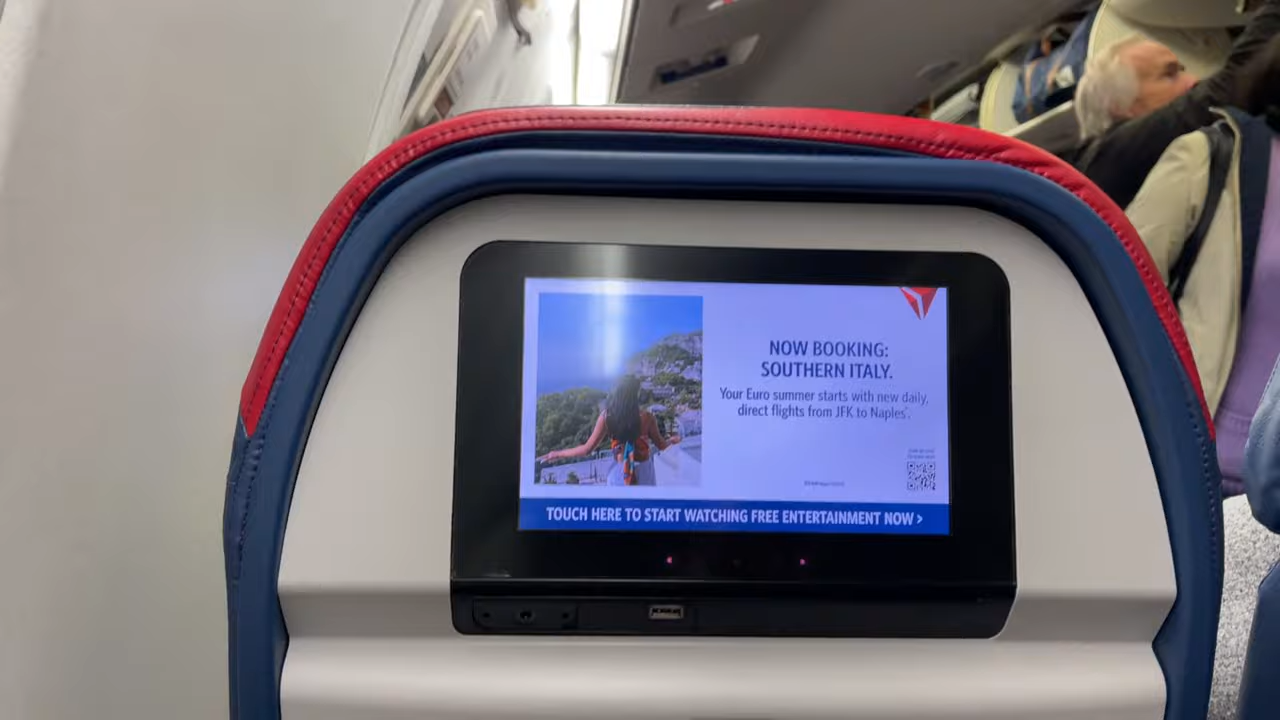 NOW BOOKING:
SOUTHERN ITALY.
Your Euro summer starts with new daily,
direct flights from JFK to Naples*.
TOUCH HERE TO START WATCHING FREE ENTERTAINMENT NOW >